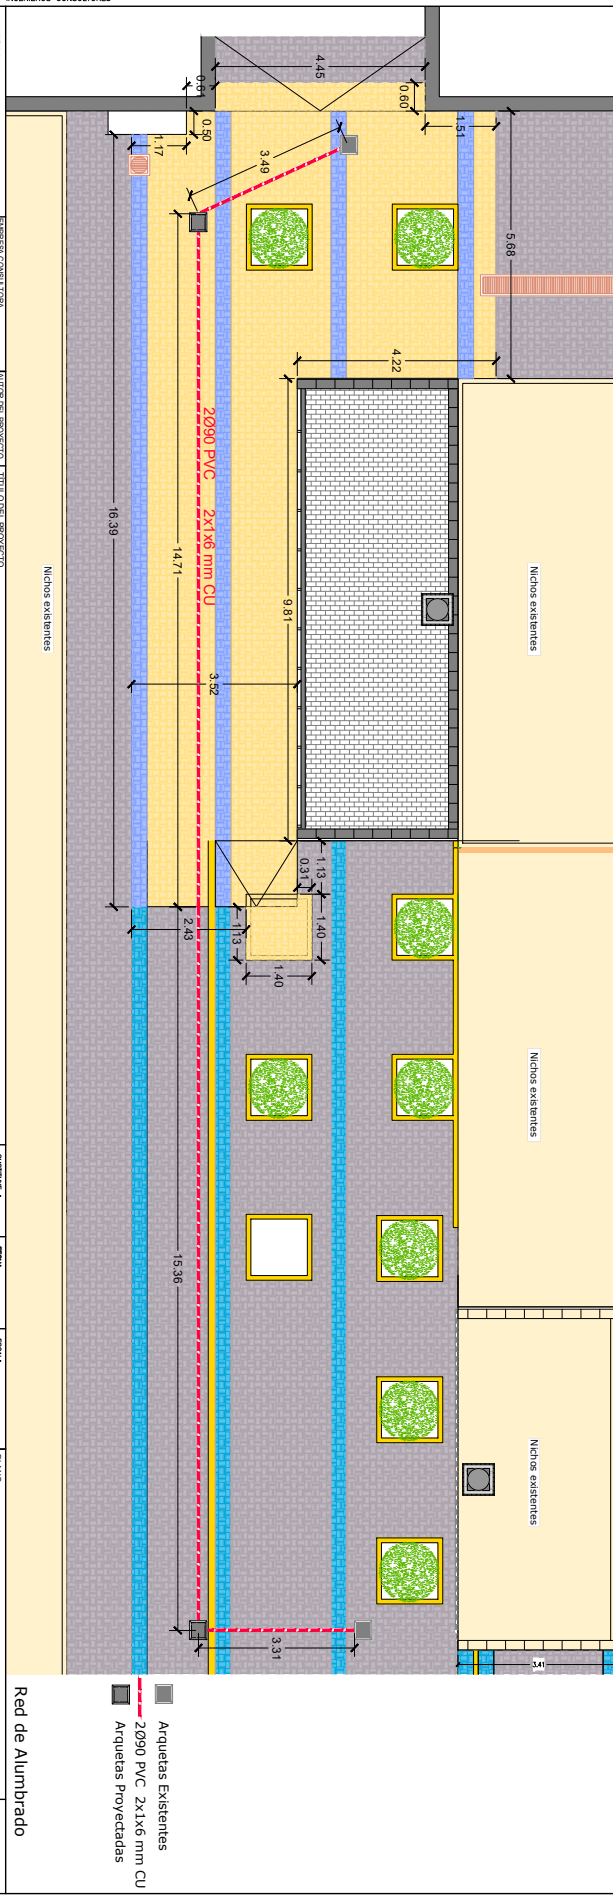 4.45
0.61
0.60
0.50
1.51
1.17
3.49
5.68
4.22
2Ø90 PVC 2x1x6 mm CU
16.39
14.71
9.81
3.52
Nichos existentes
Nichos existentes
1.13
0.31
1.40
2.43
1.13
1.40
Nichos existentes
15.36
Nichos existentes
3.31
3.41
Arquetas Existentes
2Ø90 PVC 2x1x6 mm CU
Arquetas Proyectadas
Red de Alumbrado